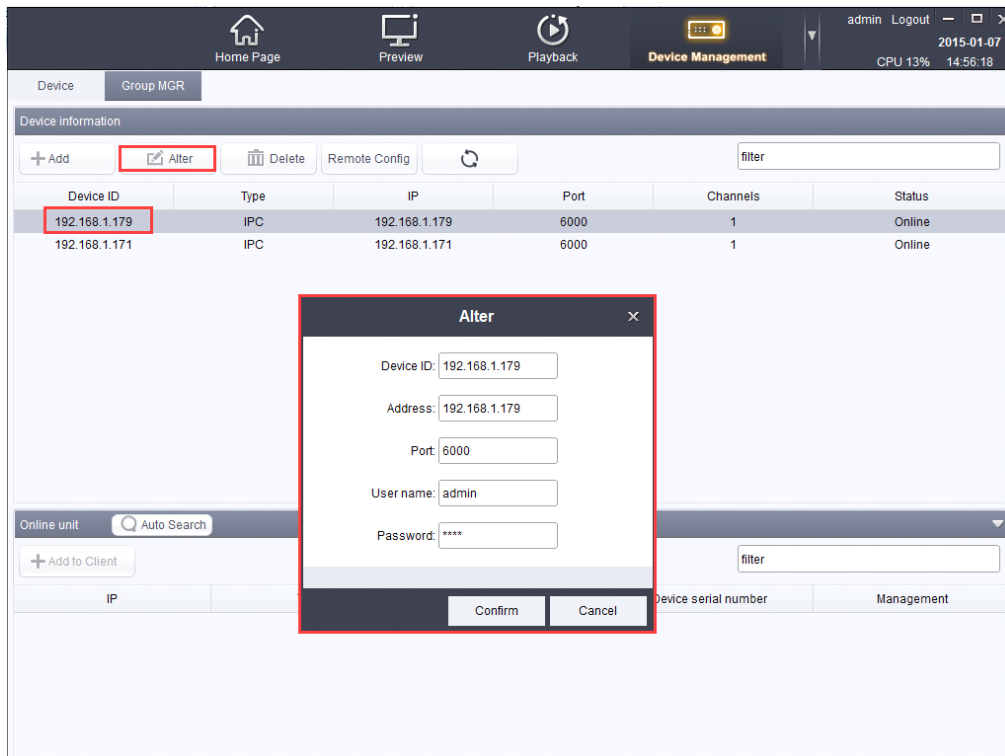 admin Logout
2015-01-07
CPU 13% 14:56:18
Home Page Preview Playback Device Management
Device Group MGR
Device information
Add Alter Delete Remote Config filter
Device ID Type IP Port Channels Status
192.168.1.179 IPC 192.168.1.179 6000 1 Online
192.168.1.171 IPC 192.168.1.171 6000 1 Online
Alter
Device ID: 192.168.1.179
Address: 192.168.1.179
Port: 6000
User name: admin
Password: ****
Confirm Cancel
Online unit Auto Search
Add to Client filter
IP Device serial number Management